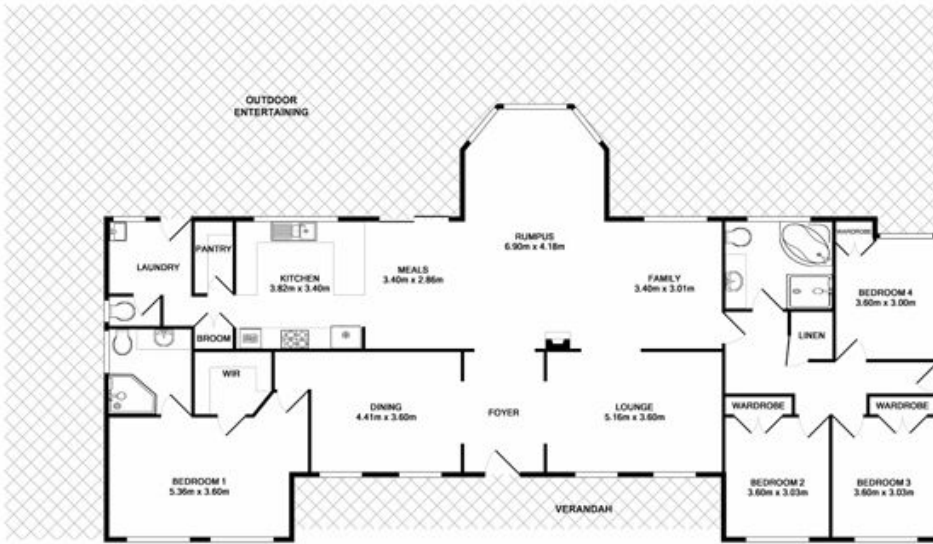 OUTDOOR
ENTERTAINING
RUMPUS
6.90m x 4.18m
WARDROBE
PANTRY
LAUNDRY
KITCHEN
3.82m x 3.40m
MEALS
3.40m x 2.86m
FAMILY
3.40m x 3.01m
BEDROOM 4
3.60m x 3.00m
BROOM
LINEN
WIR
DINING
4.41m x 3.60m
FOYER
LOUNGE
5.16m x 3.60m
WARDROBE
WARDROBE
BEDROOM 1
5.36m x 3.60m
BEDROOM 2
3.60m x 3.03m
BEDROOM 3
3.60m x 3.03m
VERANDAH